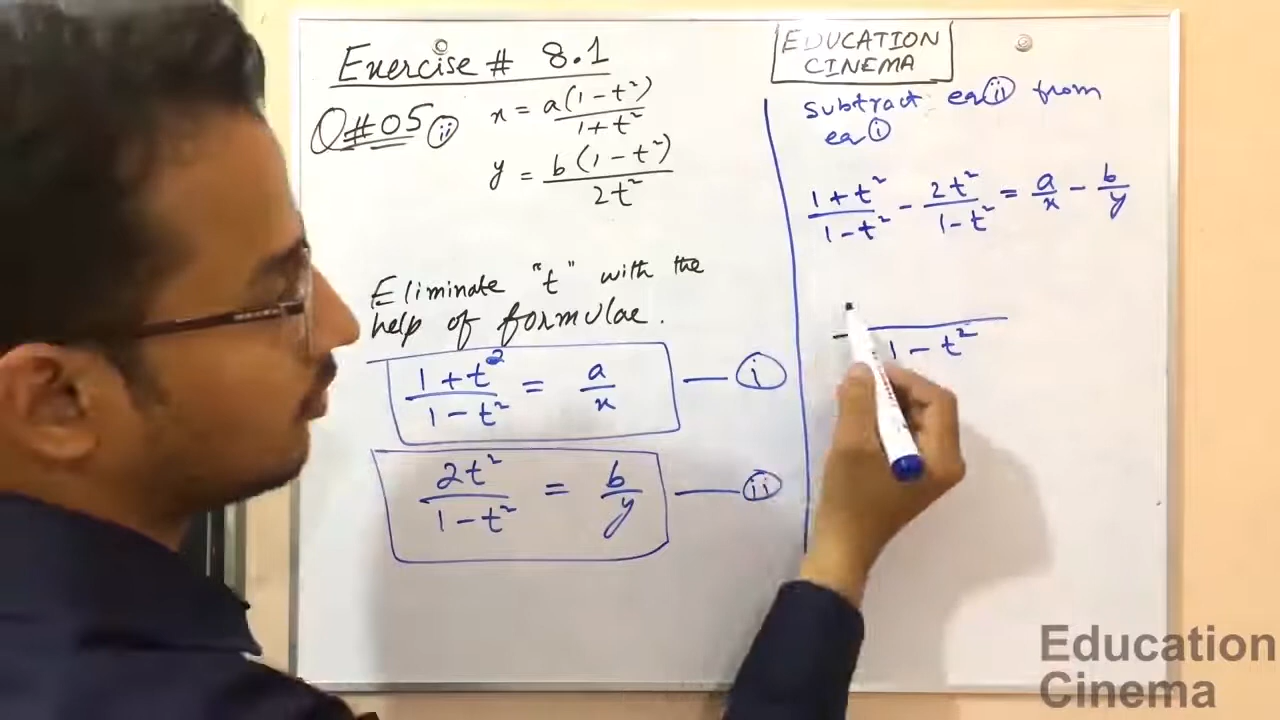 Exercise # 8.1
Q#05 ii x = a(1-t²)/1+t²
y = b(1-t²)/2t²
Eliminate "t" with the
help of formulae.
1+t²/1-t² = a/x — i
2t²/1-t² = b/y — ii
EDUCATION
CINEMA
Subtract eq ii from
eq i
1+t²/1-t² - 2t²/1-t² = a/x - b/y
1-t²
Education
Cinema